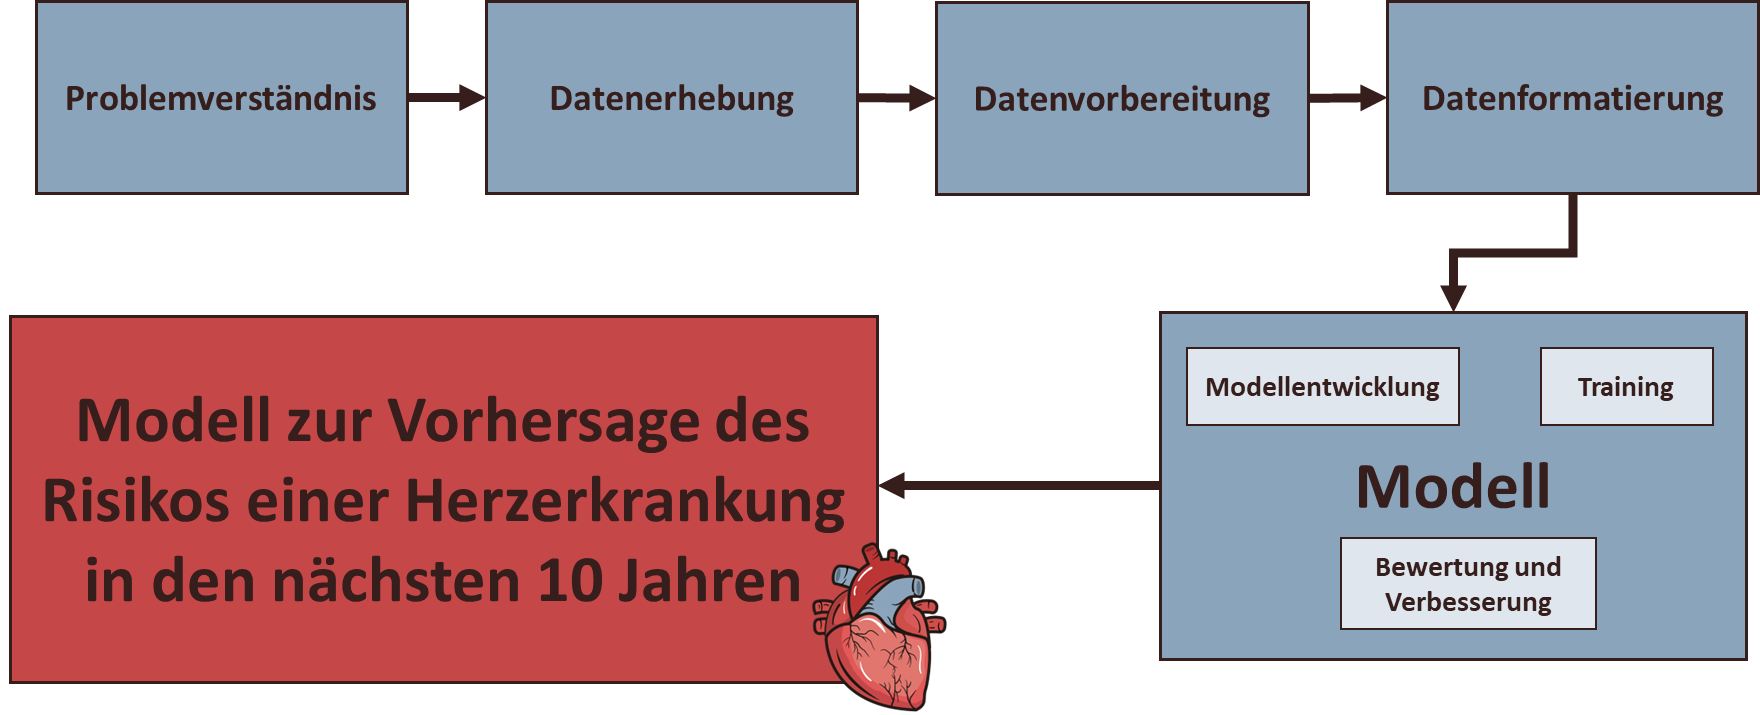 Problemverständnis
Datenerhebung
Datenvorbereitung
Datenformatierung
Modellentwicklung
Training
Modell
Bewertung und
Verbesserung
Modell zur Vorhersage des
Risikos einer Herzerkrankung
in den nächsten 10 Jahren